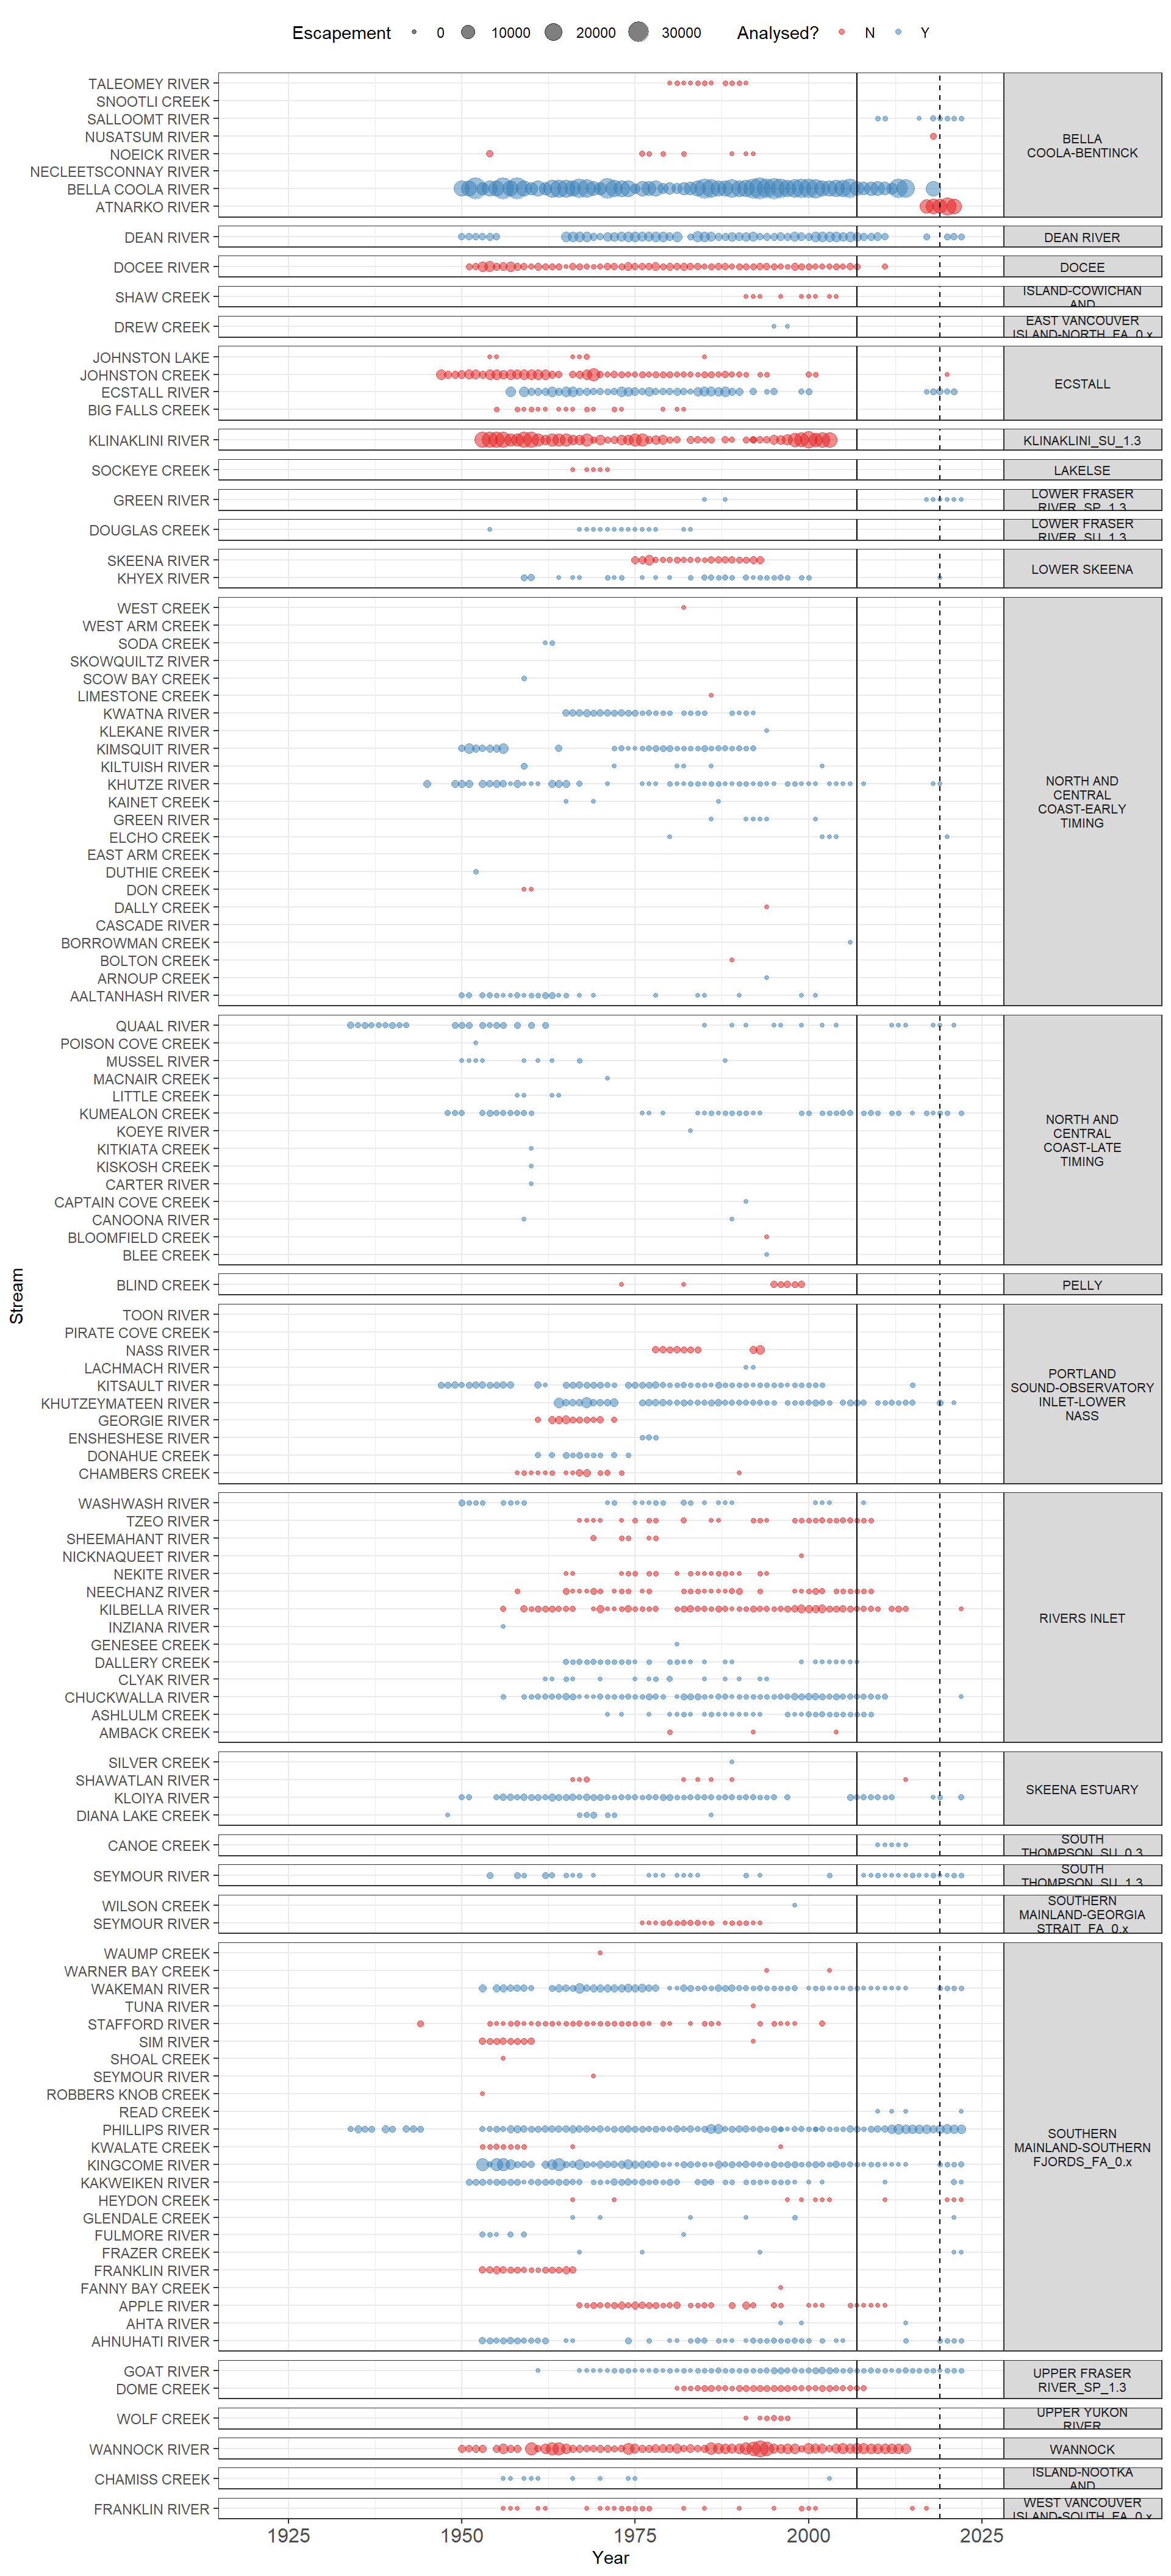 Escapement 0 10000 20000 30000 Analysed? N Y
TALEOMEY RIVER
SNOOTLI CREEK
SALLOOMT RIVER
NUSATSUM RIVER
NOEICK RIVER
NECLEETSCONNAY RIVER
BELLA COOLA RIVER
ATNARKO RIVER
BELLA
COOLA-BENTINCK
DEAN RIVER
DEAN RIVER
DOCEE RIVER
DOCEE
SHAW CREEK
ISLAND-COWICHAN
AND
DREW CREEK
EAST VANCOUVER
ISLAND-NORTH_FA_0.x
JOHNSTON LAKE
JOHNSTON CREEK
ECSTALL RIVER
BIG FALLS CREEK
ECSTALL
KLINAKLINI RIVER
KLINAKLINI_SU_1.3
SOCKEYE CREEK
LAKELSE
GREEN RIVER
LOWER FRASER
RIVER_SP_1.3
DOUGLAS CREEK
LOWER FRASER
RIVER_SU_1.3
SKEENA RIVER
KHYEX RIVER
LOWER SKEENA
WEST CREEK
WEST ARM CREEK
SODA CREEK
SKOWQUILTZ RIVER
SCOW BAY CREEK
LIMESTONE CREEK
KWATNA RIVER
KLEKANE RIVER
KIMSQUIT RIVER
KILTUISH RIVER
KHUTZE RIVER
KAINET CREEK
GREEN RIVER
ELCHO CREEK
EAST ARM CREEK
DUTHIE CREEK
DON CREEK
DALLY CREEK
CASCADE RIVER
BORROWMAN CREEK
BOLTON CREEK
ARNOUP CREEK
AALTANHASH RIVER
NORTH AND
CENTRAL
COAST-EARLY
TIMING
QUAAL RIVER
POISON COVE CREEK
MUSSEL RIVER
MACNAIR CREEK
LITTLE CREEK
KUMEALON CREEK
KOEYE RIVER
KITKIATA CREEK
KISKOSH CREEK
CARTER RIVER
CAPTAIN COVE CREEK
CANOONA RIVER
BLOOMFIELD CREEK
BLEE CREEK
NORTH AND
CENTRAL
COAST-LATE
TIMING
BLIND CREEK
PELLY
TOON RIVER
PIRATE COVE CREEK
NASS RIVER
LACHMACH RIVER
KITSAULT RIVER
KHUTZEYMATEEN RIVER
GEORGIE RIVER
ENSHESHESE RIVER
DONAHUE CREEK
CHAMBERS CREEK
PORTLAND
SOUND-OBSERVATORY
INLET-LOWER
NASS
WASHWASH RIVER
TZEO RIVER
SHEEMAHANT RIVER
NICKNAQUEET RIVER
NEKITE RIVER
NEECHANZ RIVER
KILBELLA RIVER
INZIANA RIVER
GENESEE CREEK
DALLERY CREEK
CLYAK RIVER
CHUCKWALLA RIVER
ASHLULM CREEK
AMBACK CREEK
RIVERS INLET
SILVER CREEK
SHAWATLAN RIVER
KLOIYA RIVER
DIANA LAKE CREEK
SKEENA ESTUARY
CANOE CREEK
SOUTH
THOMPSON_SU_0.3
SEYMOUR RIVER
SOUTH
THOMPSON_SU_1.3
WILSON CREEK
SEYMOUR RIVER
SOUTHERN
MAINLAND-GEORGIA
STRAIT_FA_0.x
WAUMP CREEK
WARNER BAY CREEK
WAKEMAN RIVER
TUNA RIVER
STAFFORD RIVER
SIM RIVER
SHOAL CREEK
SEYMOUR RIVER
ROBBERS KNOB CREEK
READ CREEK
PHILLIPS RIVER
KWALATE CREEK
KINGCOME RIVER
KAKWEIKEN RIVER
HEYDON CREEK
GLENDALE CREEK
FULMORE RIVER
FRAZER CREEK
FRANKLIN RIVER
FANNY BAY CREEK
APPLE RIVER
AHTA RIVER
AHNUHATI RIVER
SOUTHERN
MAINLAND-SOUTHERN
FJORDS_FA_0.x
GOAT RIVER
DOME CREEK
UPPER FRASER
RIVER_SP_1.3
WOLF CREEK
UPPER YUKON
RIVER
WANNOCK RIVER
WANNOCK
CHAMISS CREEK
ISLAND-NOOTKA
AND
FRANKLIN RIVER
WEST VANCOUVER
ISLAND-SOUTH_FA_0.x
1925 1950 1975 2000 2025
Year
Stream